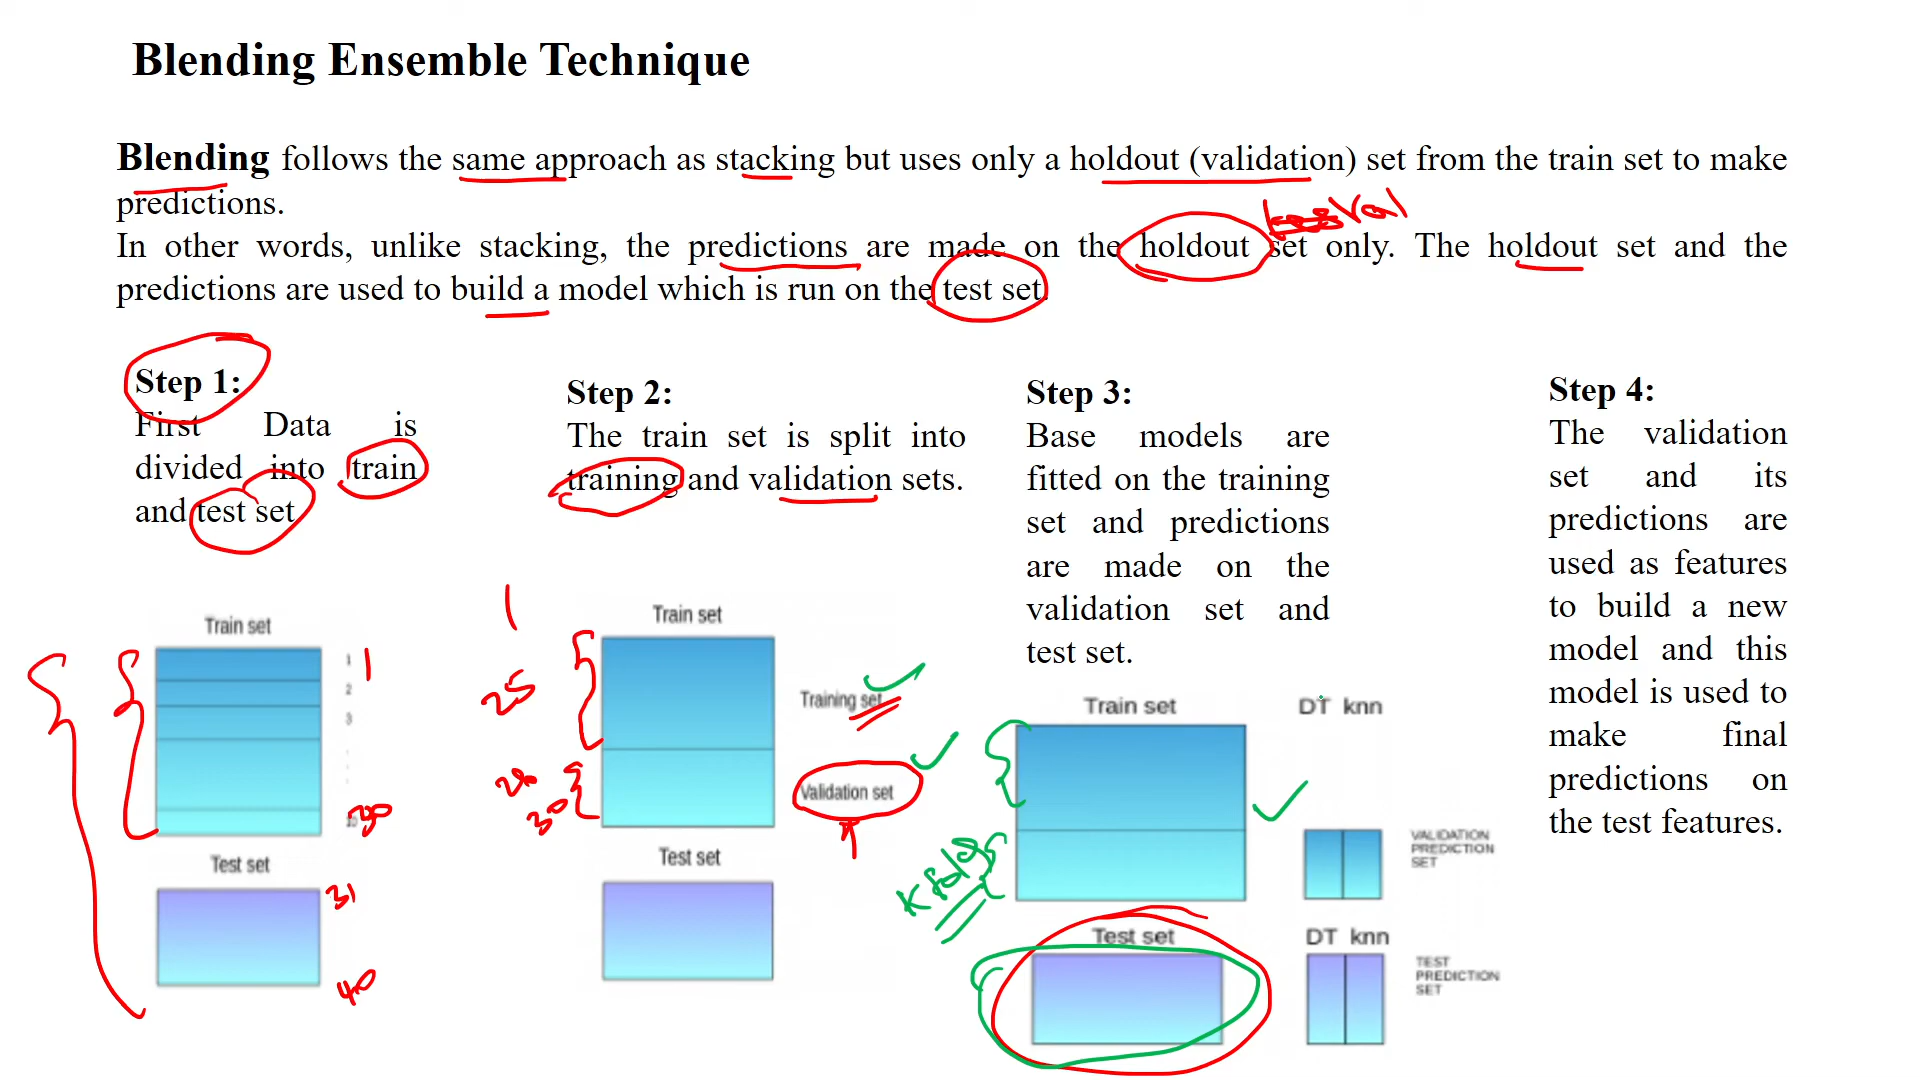 Blending Ensemble Technique
Blending follows the same approach as stacking but uses only a holdout (validation) set from the train set to make
predictions.
val
In other words, unlike stacking, the predictions are made on the holdout set only. The holdout set and the
predictions are used to build a model which is run on the test set.
Step 1:
First Data is
divided into train
and test set
Train set
1
2
3
10
1
30
Test set
31
40
Step 2:
The train set is split into
training and validation sets.
1
25
26
30
Train set
Training set
Validation set
Test set
Step 3:
Base models are
fitted on the training
set and predictions
are made on the
validation set and
test set.
Train set
DT knn
K fold
VALIDATION
PREDICTION
SET
Test set
DT knn
TEST
PREDICTION
SET
Step 4:
The validation
set and its
predictions are
used as features
to build a new
model and this
model is used to
make final
predictions on
the test features.